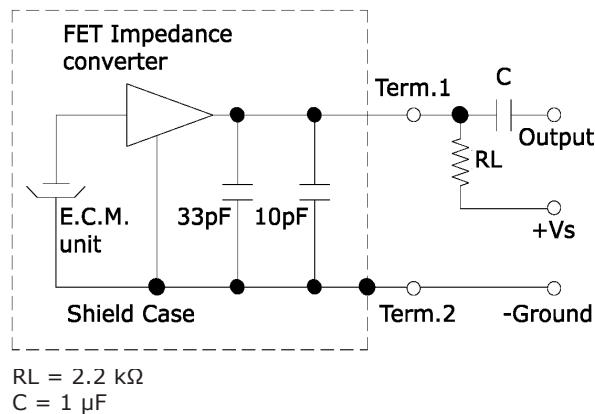 FET Impedance
converter
Term.1
C
Output
RL
+Vs
E.C.M.
unit
33pF
10pF
Shield Case
Term.2
-Ground
RL = 2.2 kΩ
C = 1 µF